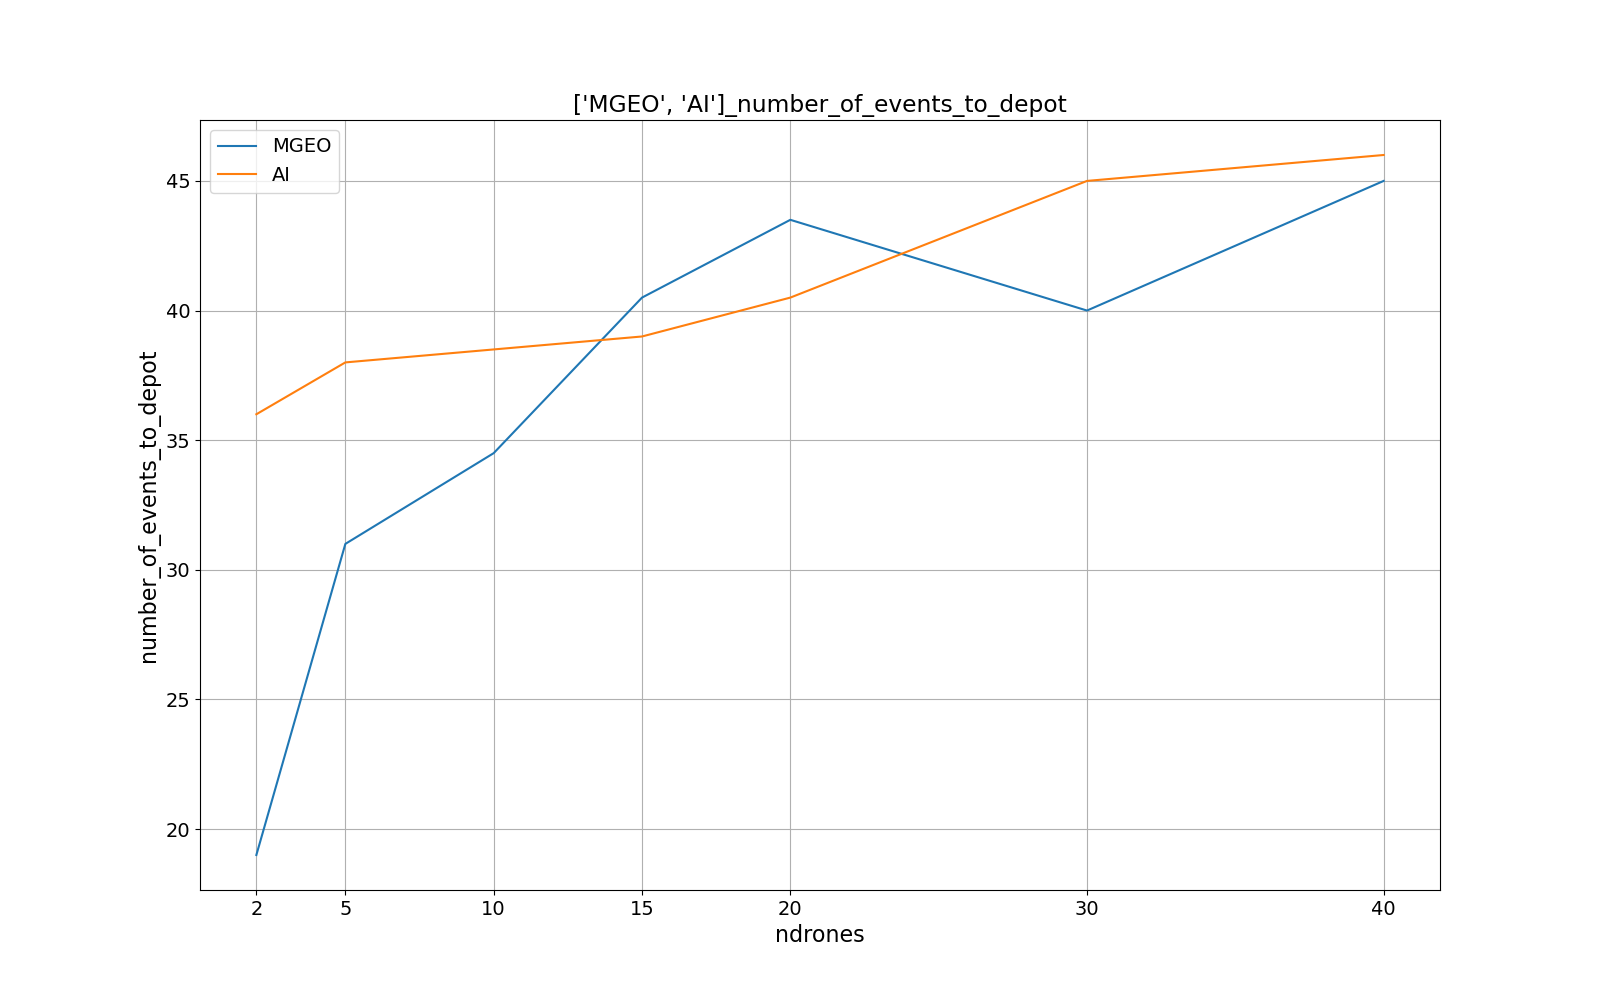 ['MGEO', 'AI']_number_of_events_to_depot
MGEO
AI
number_of_events_to_depot
45
40
35
30
25
20
2 5 10 15 20 30 40
ndrones